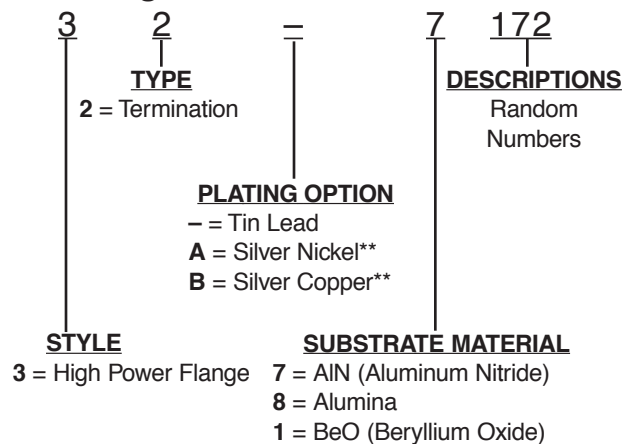 3 2 – 7 172
TYPE
2 = Termination
DESCRIPTIONS
Random
Numbers
PLATING OPTION
– = Tin Lead
A = Silver Nickel**
B = Silver Copper**
STYLE
3 = High Power Flange
SUBSTRATE MATERIAL
7 = AlN (Aluminum Nitride)
8 = Alumina
1 = BeO (Beryllium Oxide)